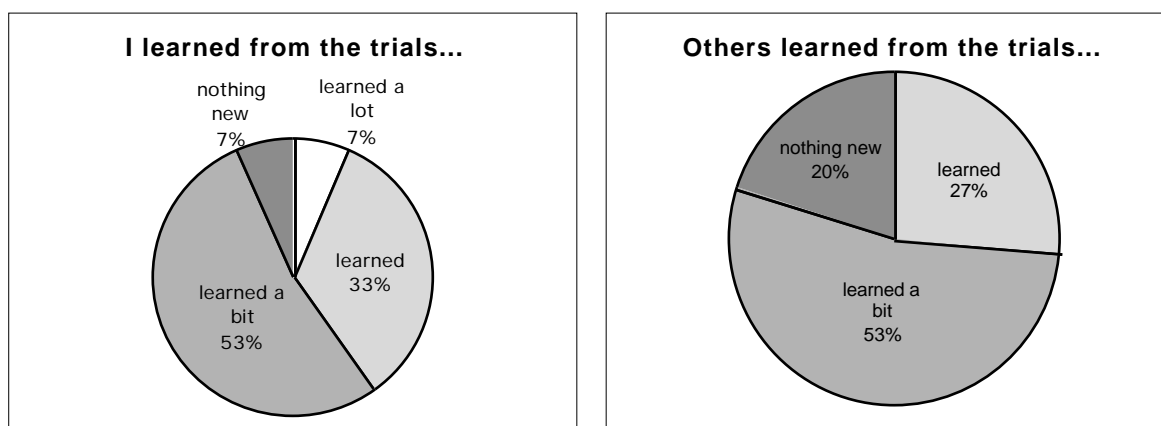 I learned from the trials...
nothing
new
7%
learned a
lot
7%
learned
33%
learned a
bit
53%
Others learned from the trials...
nothing new
20%
learned
27%
learned a
bit
53%